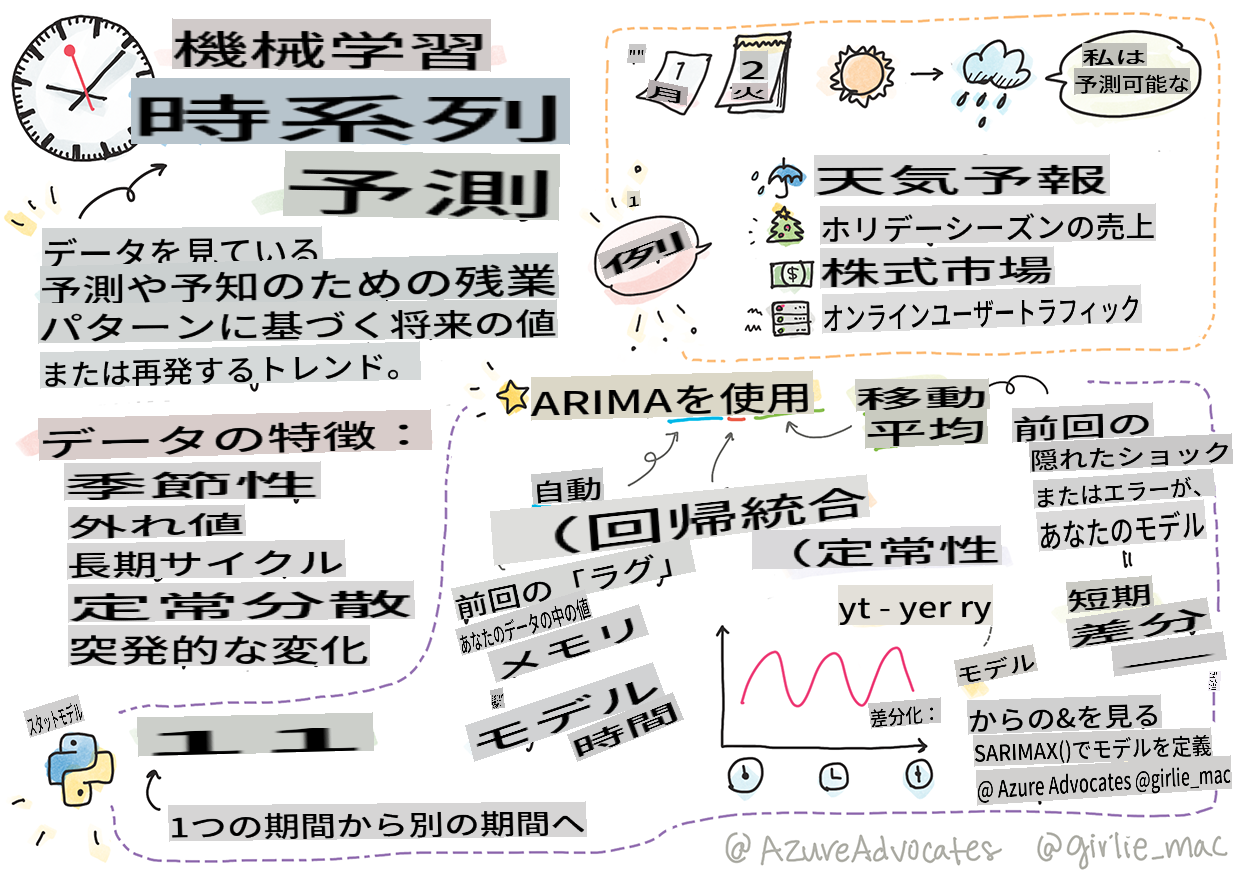 機械学習
時系列
予測
データを見ている
予測や予知のための残業
パターンに基づく将来の値
または再発するトレンド。
データの特徴：
季節性
外れ値
長期サイクル
定常分散
突発的な変化
""
1
月
2
火
私は
予測可能な
1
イタリ
天気予報
ホリデーシーズンの売上
株式市場
$
オンラインユーザートラフィック
ARIMAを使用
移動
平均
前回の
隠れたショック
またはエラーが、
あなたのモデル
=
短期
差分
自動
（回帰統合
（定常性
前回の「ラグ」
あなたのデータの中の値
メモリ
モデル
時間
yt - yer ry
モデル
差分化：
からの&を見る
SARIMAX()でモデルを定義
@ Azure Advocates @girlie_mac
スタットモデル
1 1
1つの期間から別の期間へ
@AzureAdvocates @girlie_mac